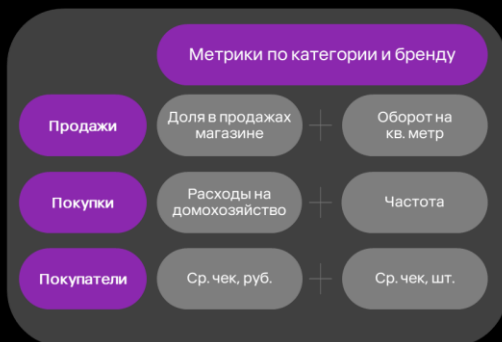 Метрики по категории и бренду
Продажи
Доля в продажах
магазине
Оборот на
кв. метр
Покупки
Расходы на
домохозяйство
Частота
Покупатели
Ср. чек, руб.
Ср. чек, шт.